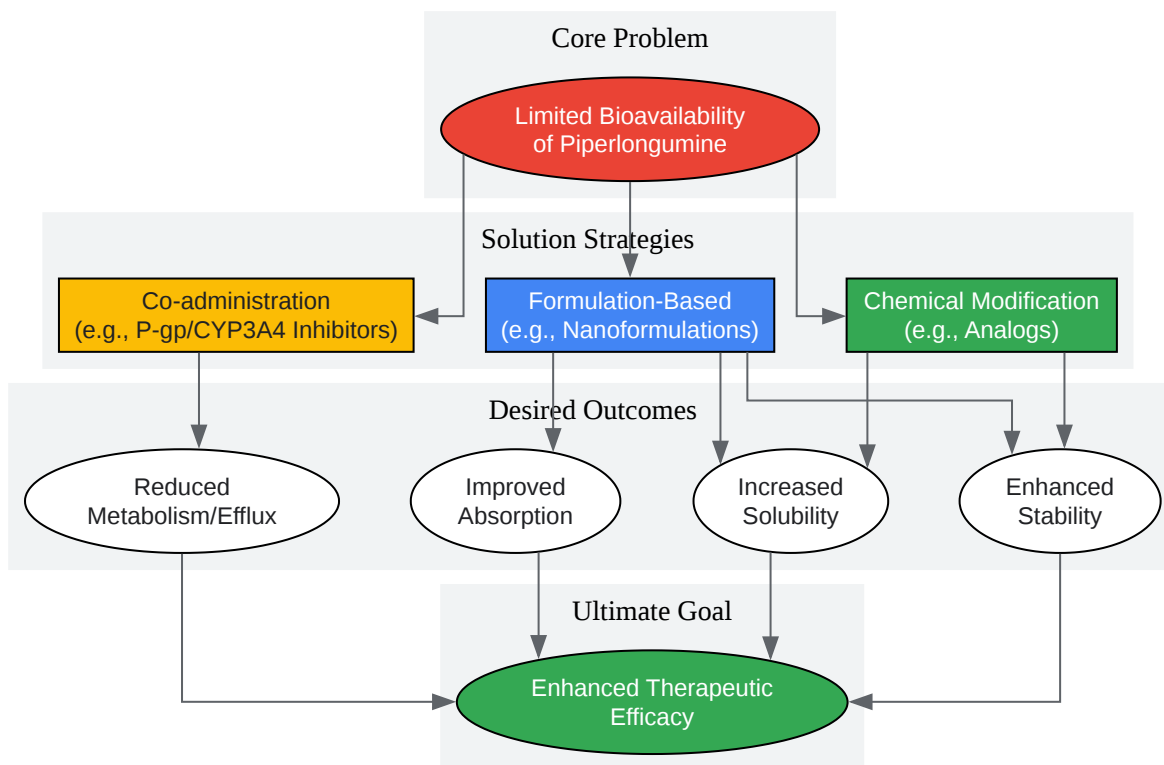 Core Problem
Limited Bioavailability
of Piperlongumine
Solution Strategies
Co-administration
(e.g., P-gp/CYP3A4 Inhibitors)
Formulation-Based
(e.g., Nanoformulations)
Chemical Modification
(e.g., Analogs)
Desired Outcomes
Reduced
Metabolism/Efflux
Improved
Absorption
Increased
Solubility
Enhanced
Stability
Ultimate Goal
Enhanced Therapeutic
Efficacy